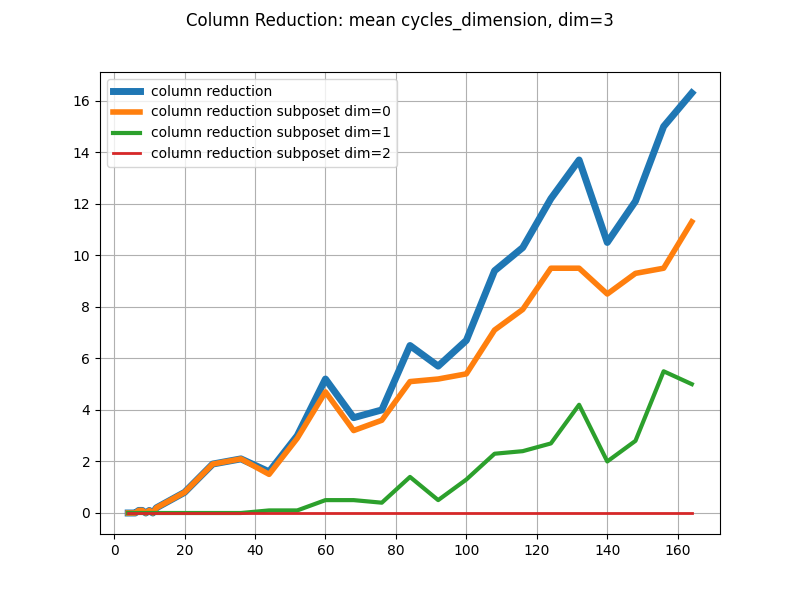 Column Reduction: mean cycles_dimension, dim=3
column reduction
column reduction subposet dim=0
column reduction subposet dim=1
column reduction subposet dim=2
16
14
12
10
8
6
4
2
0
0 20 40 60 80 100 120 140 160